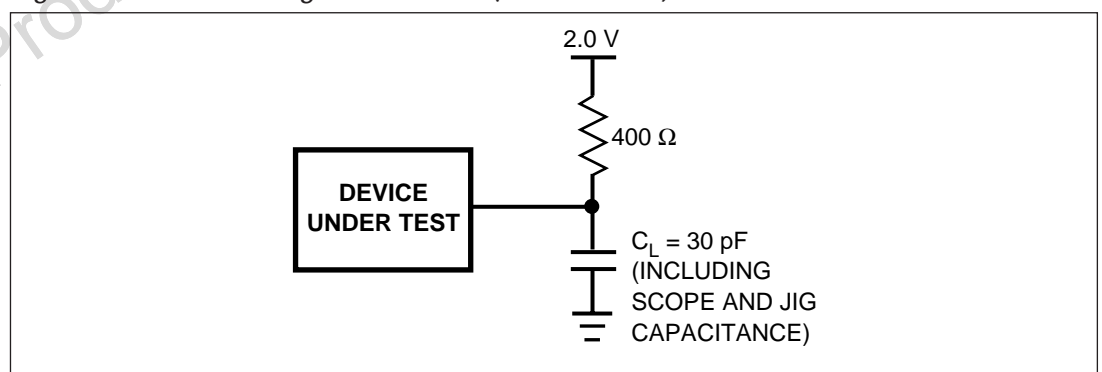 2.0 V
400 Ω
DEVICE
UNDER TEST
C_L = 30 pF
(INCLUDING
SCOPE AND JIG
CAPACITANCE)